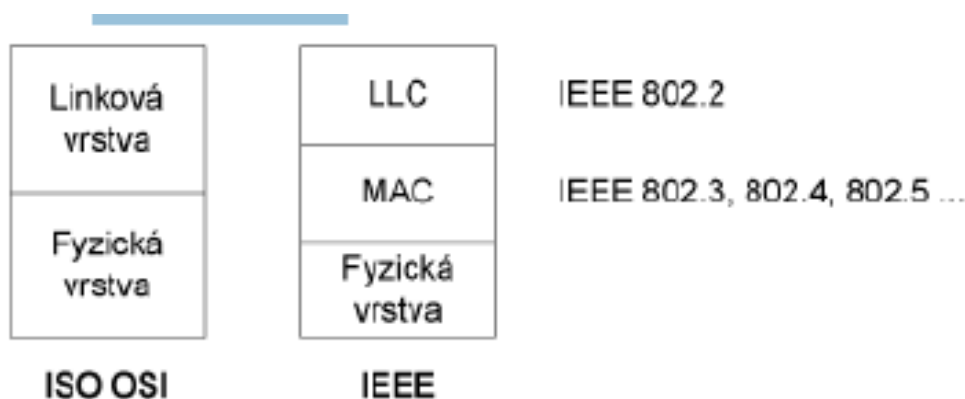 Linková
vrstva
Fyzická
vrstva
ISO OSI
LLC
MAC
Fyzická
vrstva
IEEE
IEEE 802.2
IEEE 802.3, 802.4, 802.5 ...